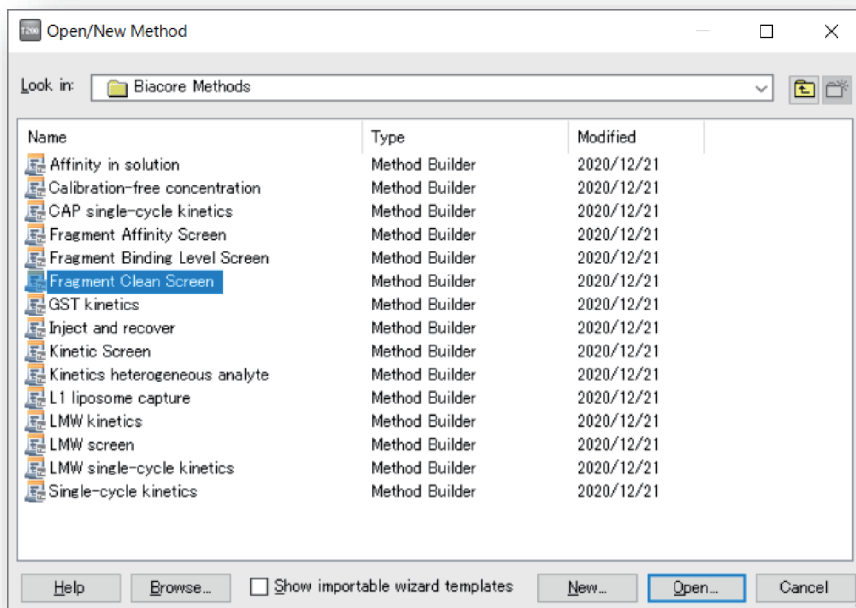 T200 Open/New Method
Look in: Biacore Methods
Name Type Modified
Affinity in solution Method Builder 2020/12/21
Calibration-free concentration Method Builder 2020/12/21
CAP single-cycle kinetics Method Builder 2020/12/21
Fragment Affinity Screen Method Builder 2020/12/21
Fragment Binding Level Screen Method Builder 2020/12/21
Fragment Clean Screen Method Builder 2020/12/21
GST kinetics Method Builder 2020/12/21
Inject and recover Method Builder 2020/12/21
Kinetic Screen Method Builder 2020/12/21
Kinetics heterogeneous analyte Method Builder 2020/12/21
L1 liposome capture Method Builder 2020/12/21
LMW kinetics Method Builder 2020/12/21
LMW screen Method Builder 2020/12/21
LMW single-cycle kinetics Method Builder 2020/12/21
Single-cycle kinetics Method Builder 2020/12/21
Help Browse... Show importable wizard templates New... Open... Cancel